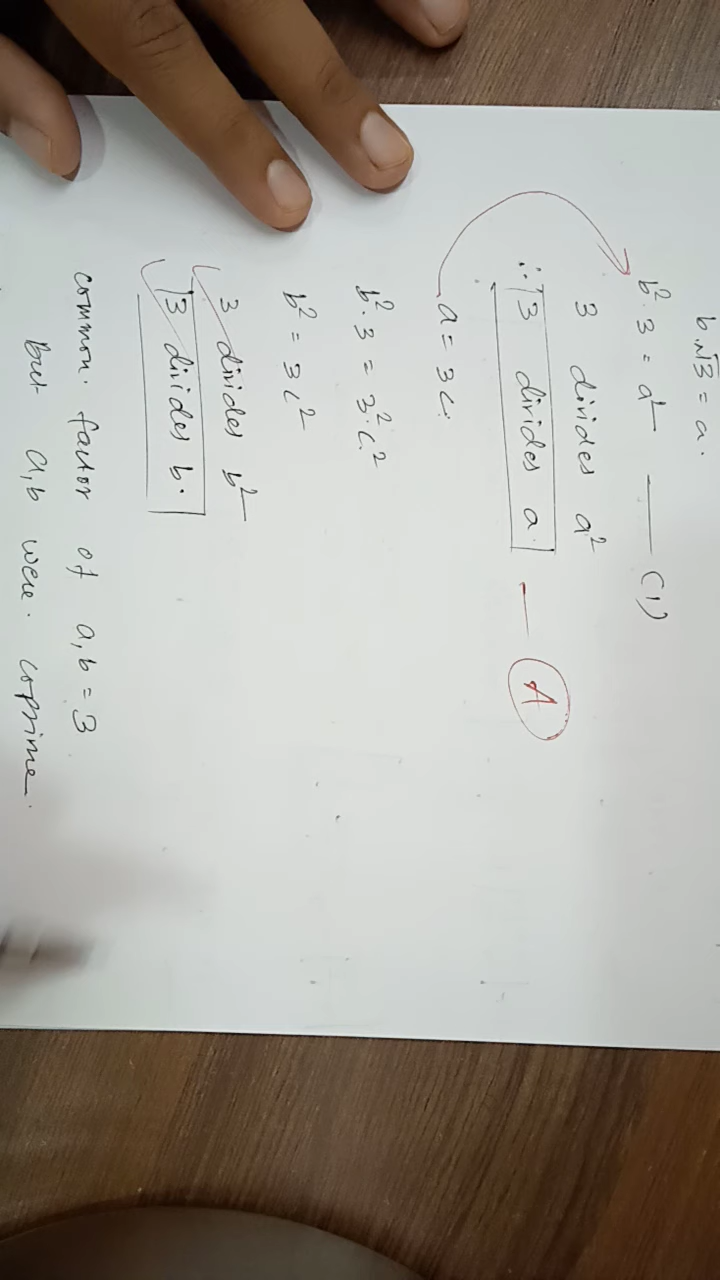 b.√3 = a.
b². 3 = a² —— (1)
3 divides a²
∴ 3 divides a. — A
a = 3c.
b². 3 = 3².c.²
b² = 3c²
3 divides b²
3 divides b.
common. factor of a,b = 3
But a,b were. coprime.